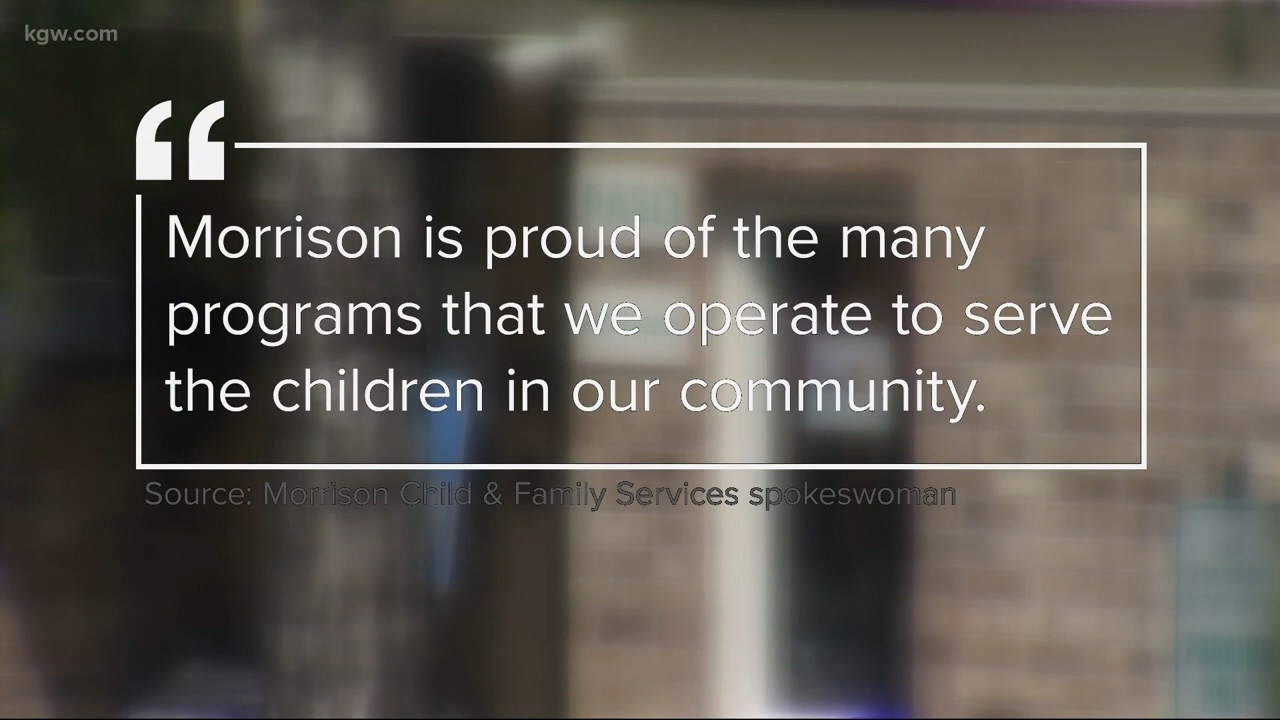 kgw.com
“
Morrison is proud of the many
programs that we operate to serve
the children in our community.
Source: Morrison Child & Family Services spokeswoman